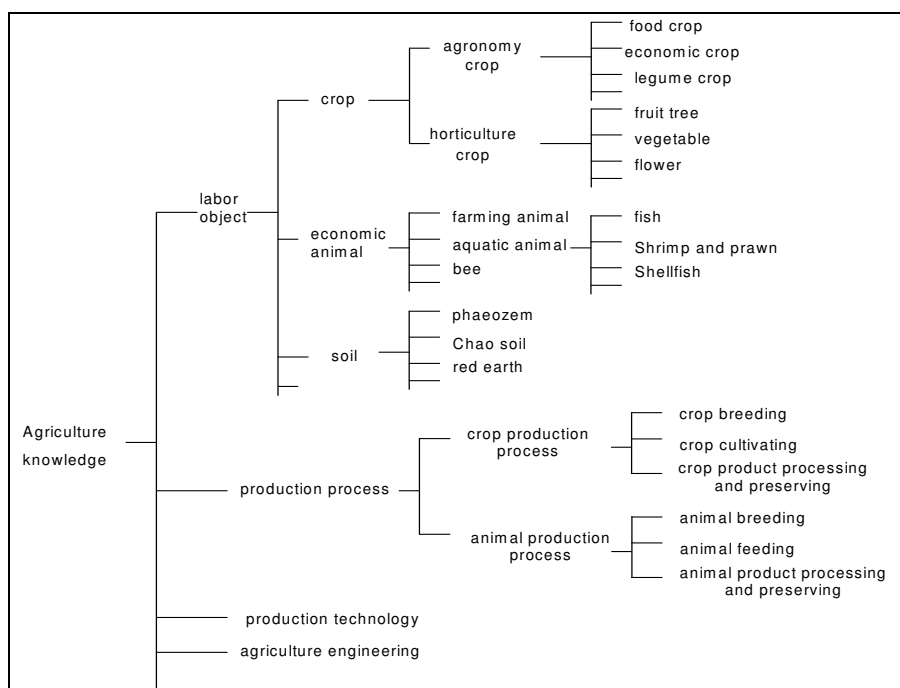 Agriculture
knowledge
labor
object
crop
agronomy
crop
food crop
economic crop
legume crop
horticulture
crop
fruit tree
vegetable
flower
economic
animal
farming animal
aquatic animal
bee
fish
Shrimp and prawn
Shellfish
soil
phaeozem
Chao soil
red earth
production process
crop production
process
crop breeding
crop cultivating
crop product processing
and preserving
animal production
process
animal breeding
animal feeding
animal product processing
and preserving
production technology
agriculture engineering